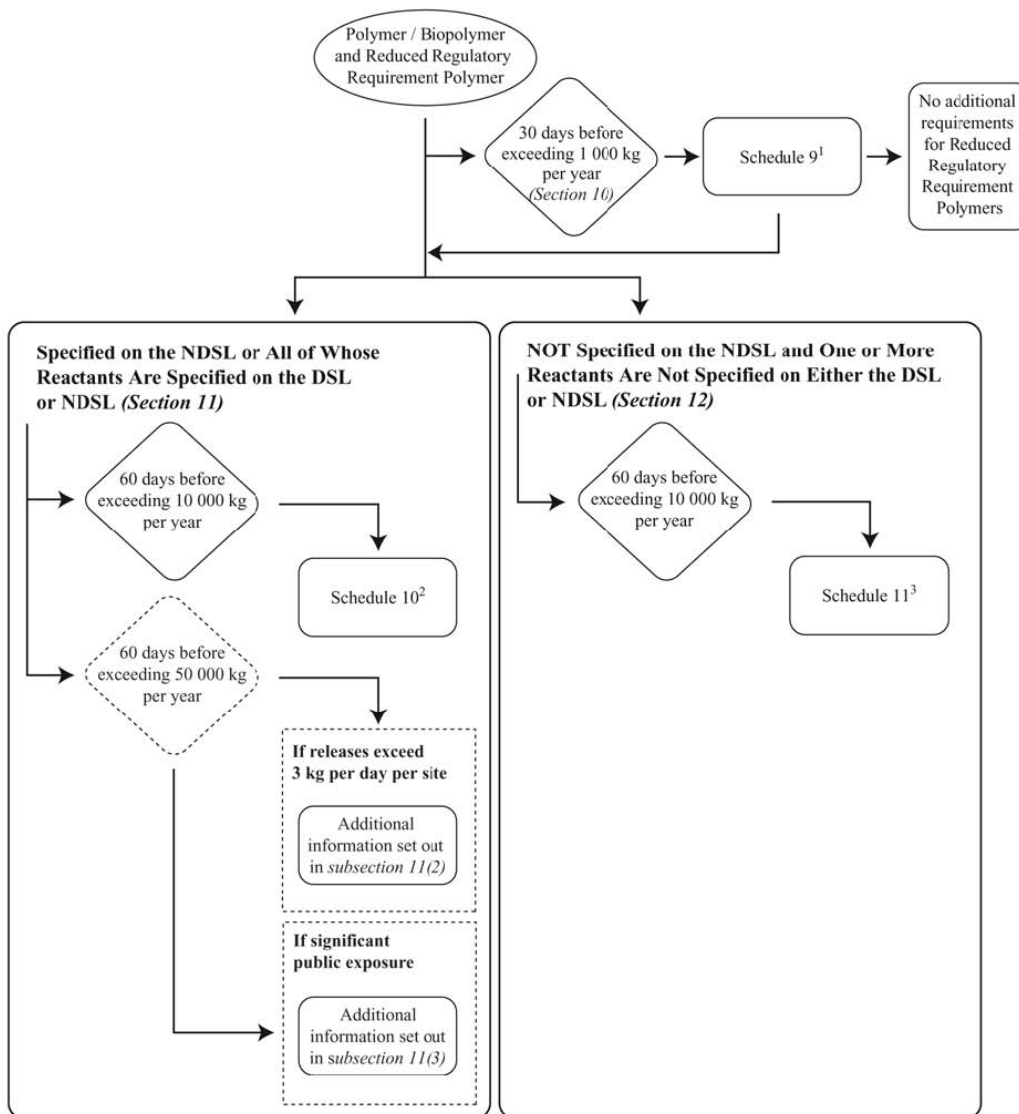 Polymer / Biopolymer
and Reduced Regulatory
Requirement Polymer
30 days before
exceeding 1 000 kg
per year
(Section 10)
Schedule 9¹
No additional
requirements
for Reduced
Regulatory
Requirement
Polymers
Specified on the NDSL or All of Whose
Reactants Are Specified on the DSL
or NDSL (Section 11)
60 days before
exceeding 10 000 kg
per year
Schedule 10²
60 days before
exceeding 50 000 kg
per year
If releases exceed
3 kg per day per site
Additional
information set out
in subsection 11(2)
If significant
public exposure
Additional
information set out
in subsection 11(3)
NOT Specified on the NDSL and One or More
Reactants Are Not Specified on Either the DSL
or NDSL (Section 12)
60 days before
exceeding 10 000 kg
per year
Schedule 11³